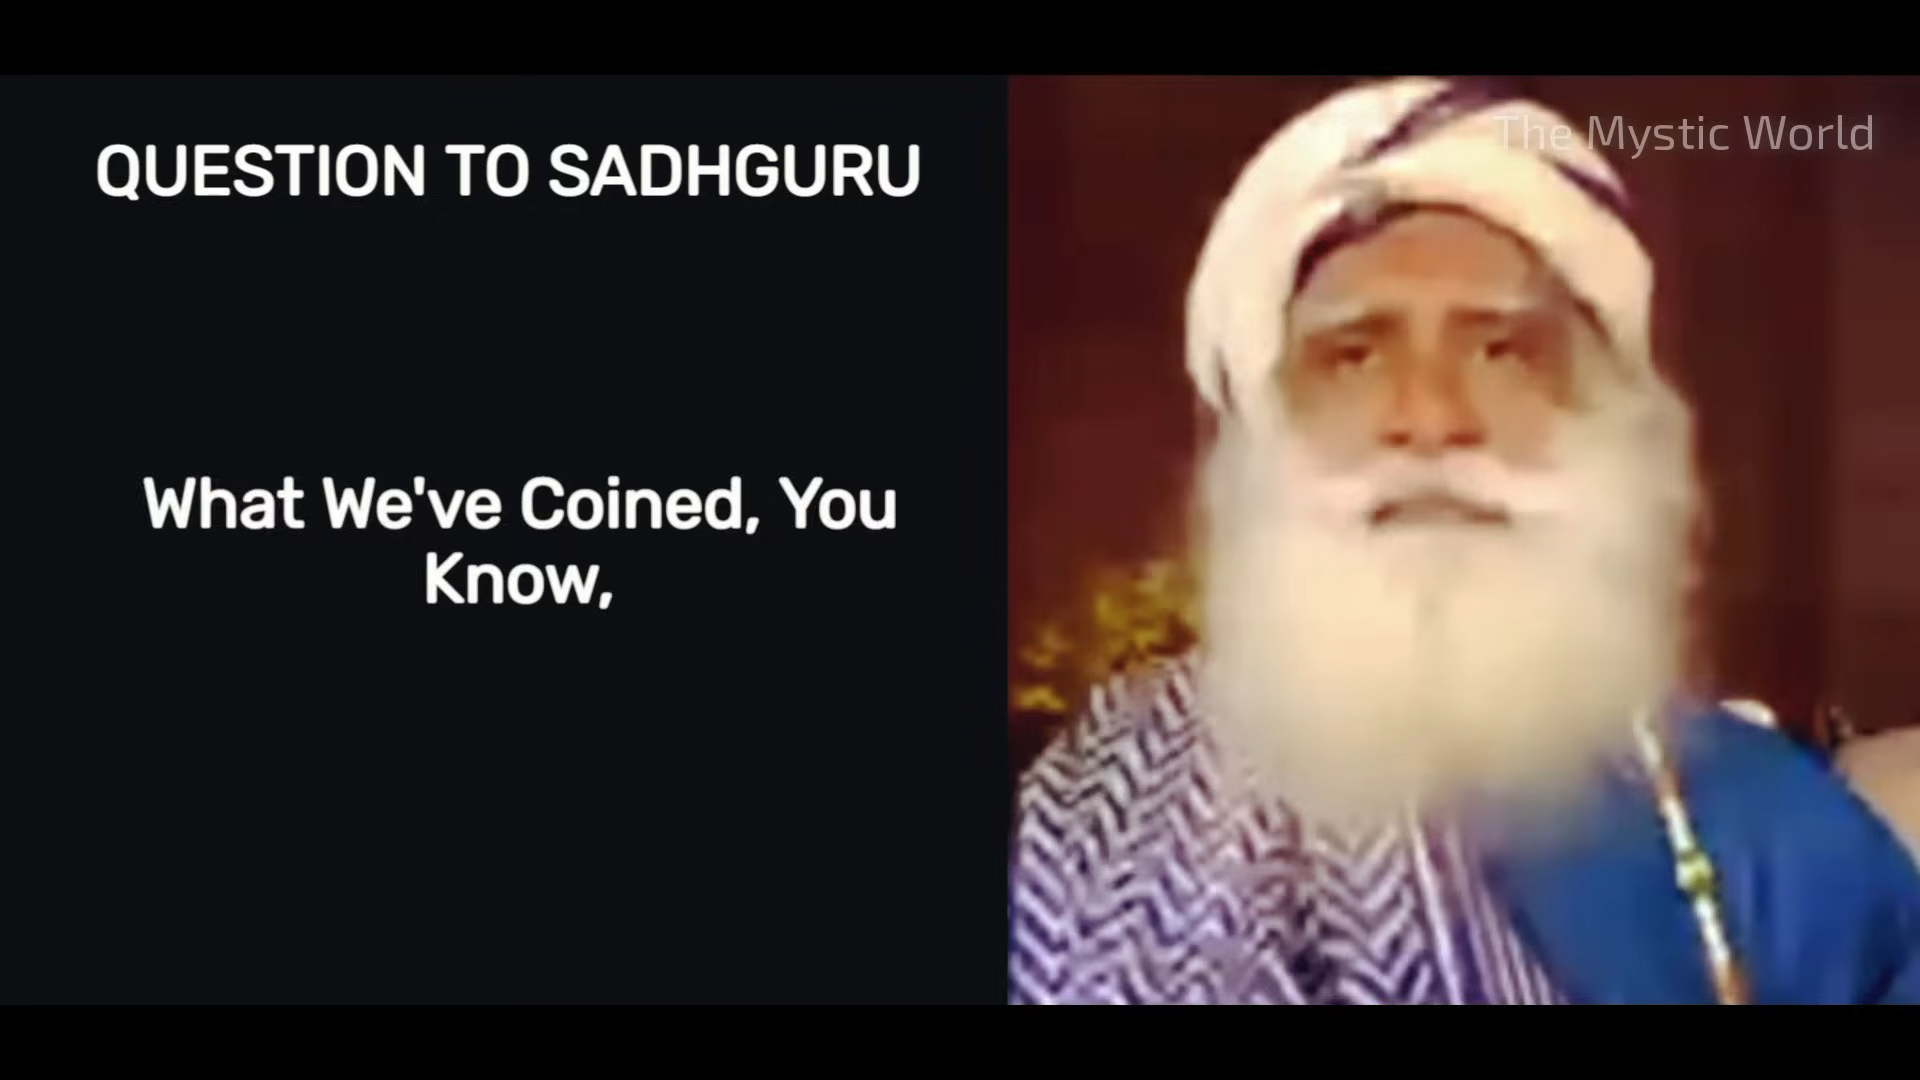 QUESTION TO SADHGURU
The Mystic World
What We've Coined, You
Know,